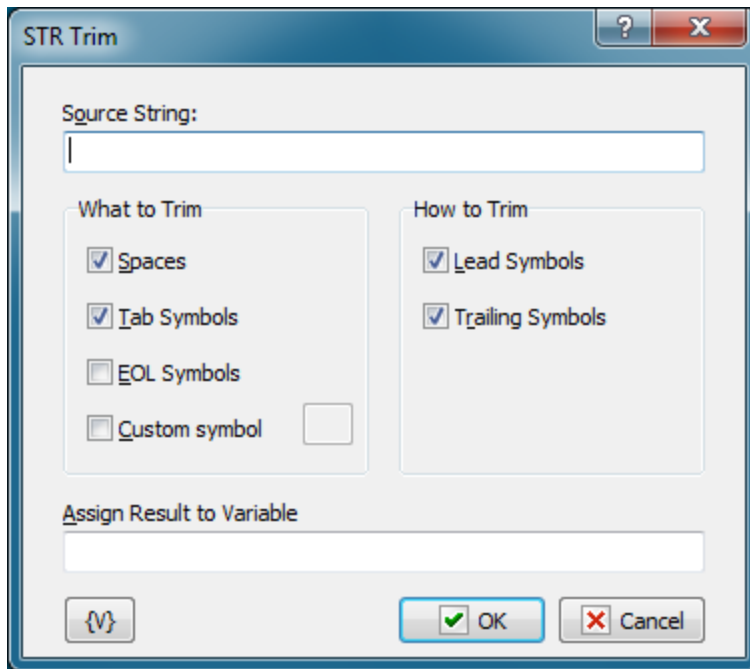 STR Trim
Source String:
What to Trim
How to Trim
Spaces
Lead Symbols
Tab Symbols
Trailing Symbols
EOL Symbols
Custom symbol
Assign Result to Variable
{V}
OK
Cancel